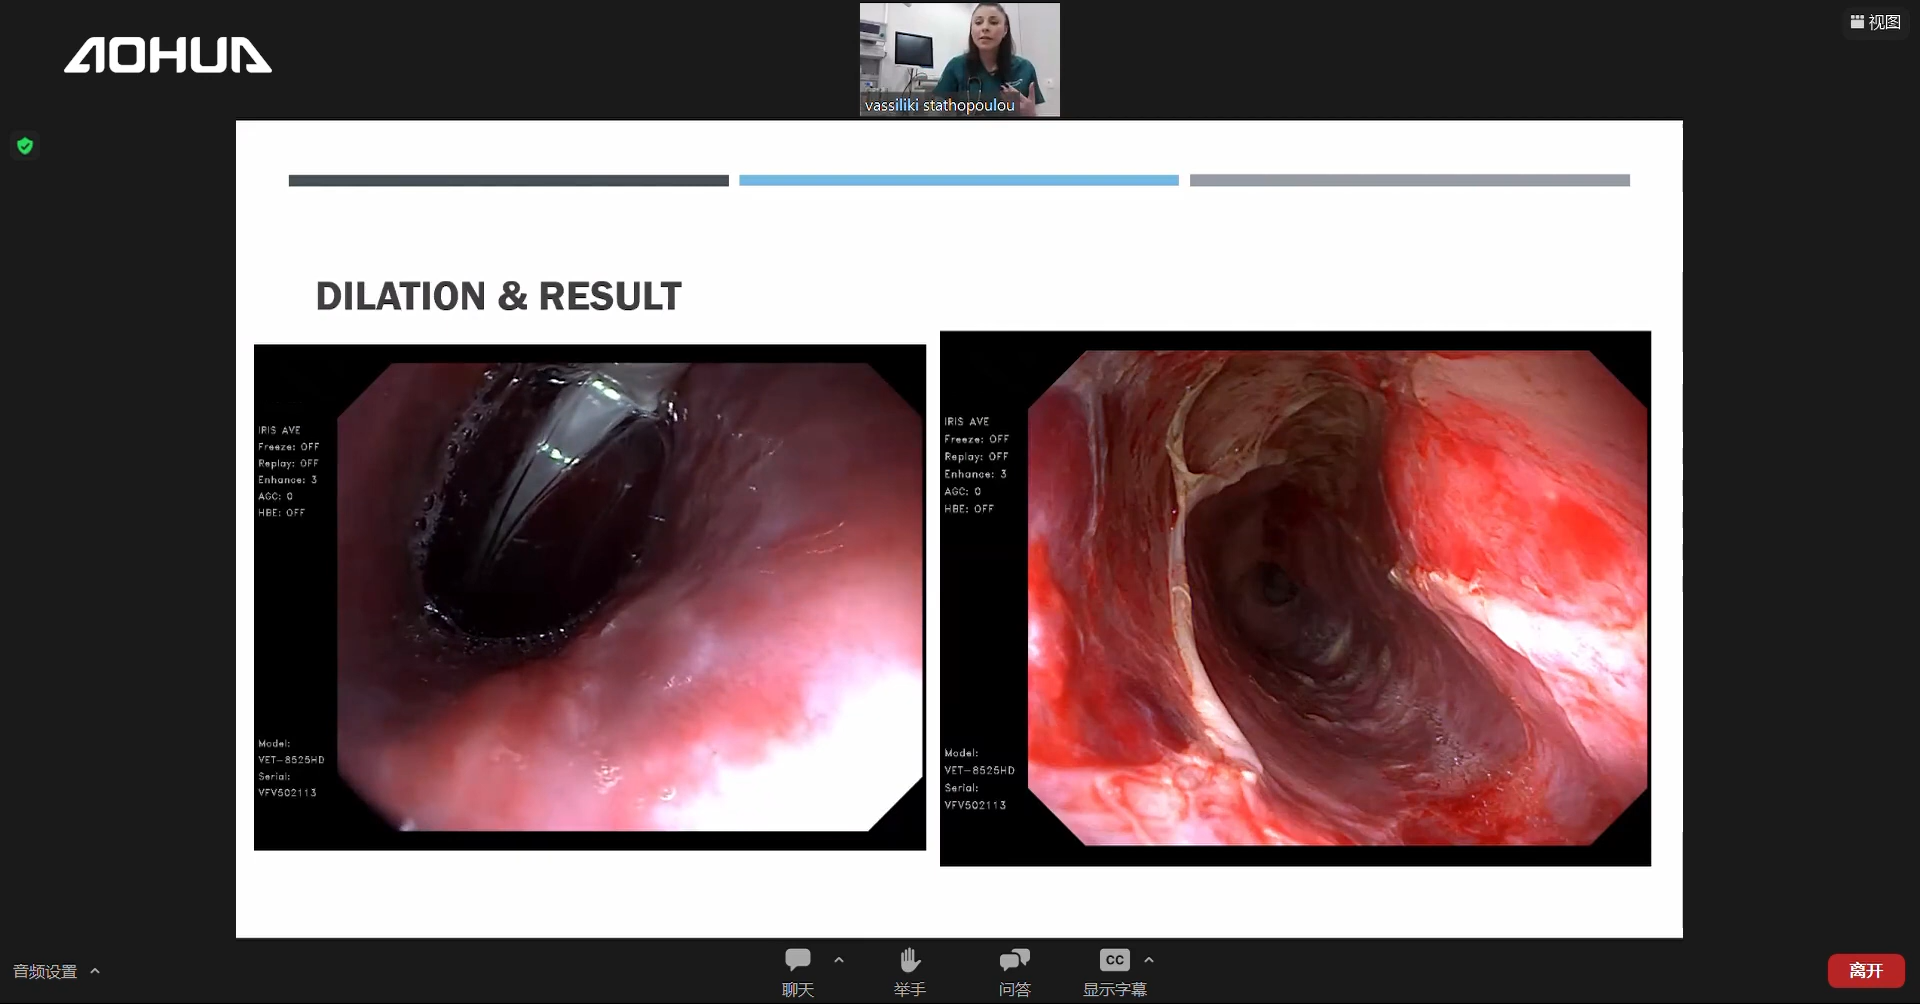 AOHUA
vassiliki stathopoulou
视图
DILATION & RESULT
IRIS AVE
Freeze: OFF
Replay: OFF
Enhance: 3
AGC: 0
HBE: OFF
Model:
VET-8525HD
Serial:
VFV502113
IRIS AVE
Freeze: OFF
Replay: OFF
Enhance: 3
AGC: 0
HBE: OFF
Model:
VET-8525HD
Serial:
VFV502113
音频设置
聊天
举手
问答
CC
显示字幕
离开